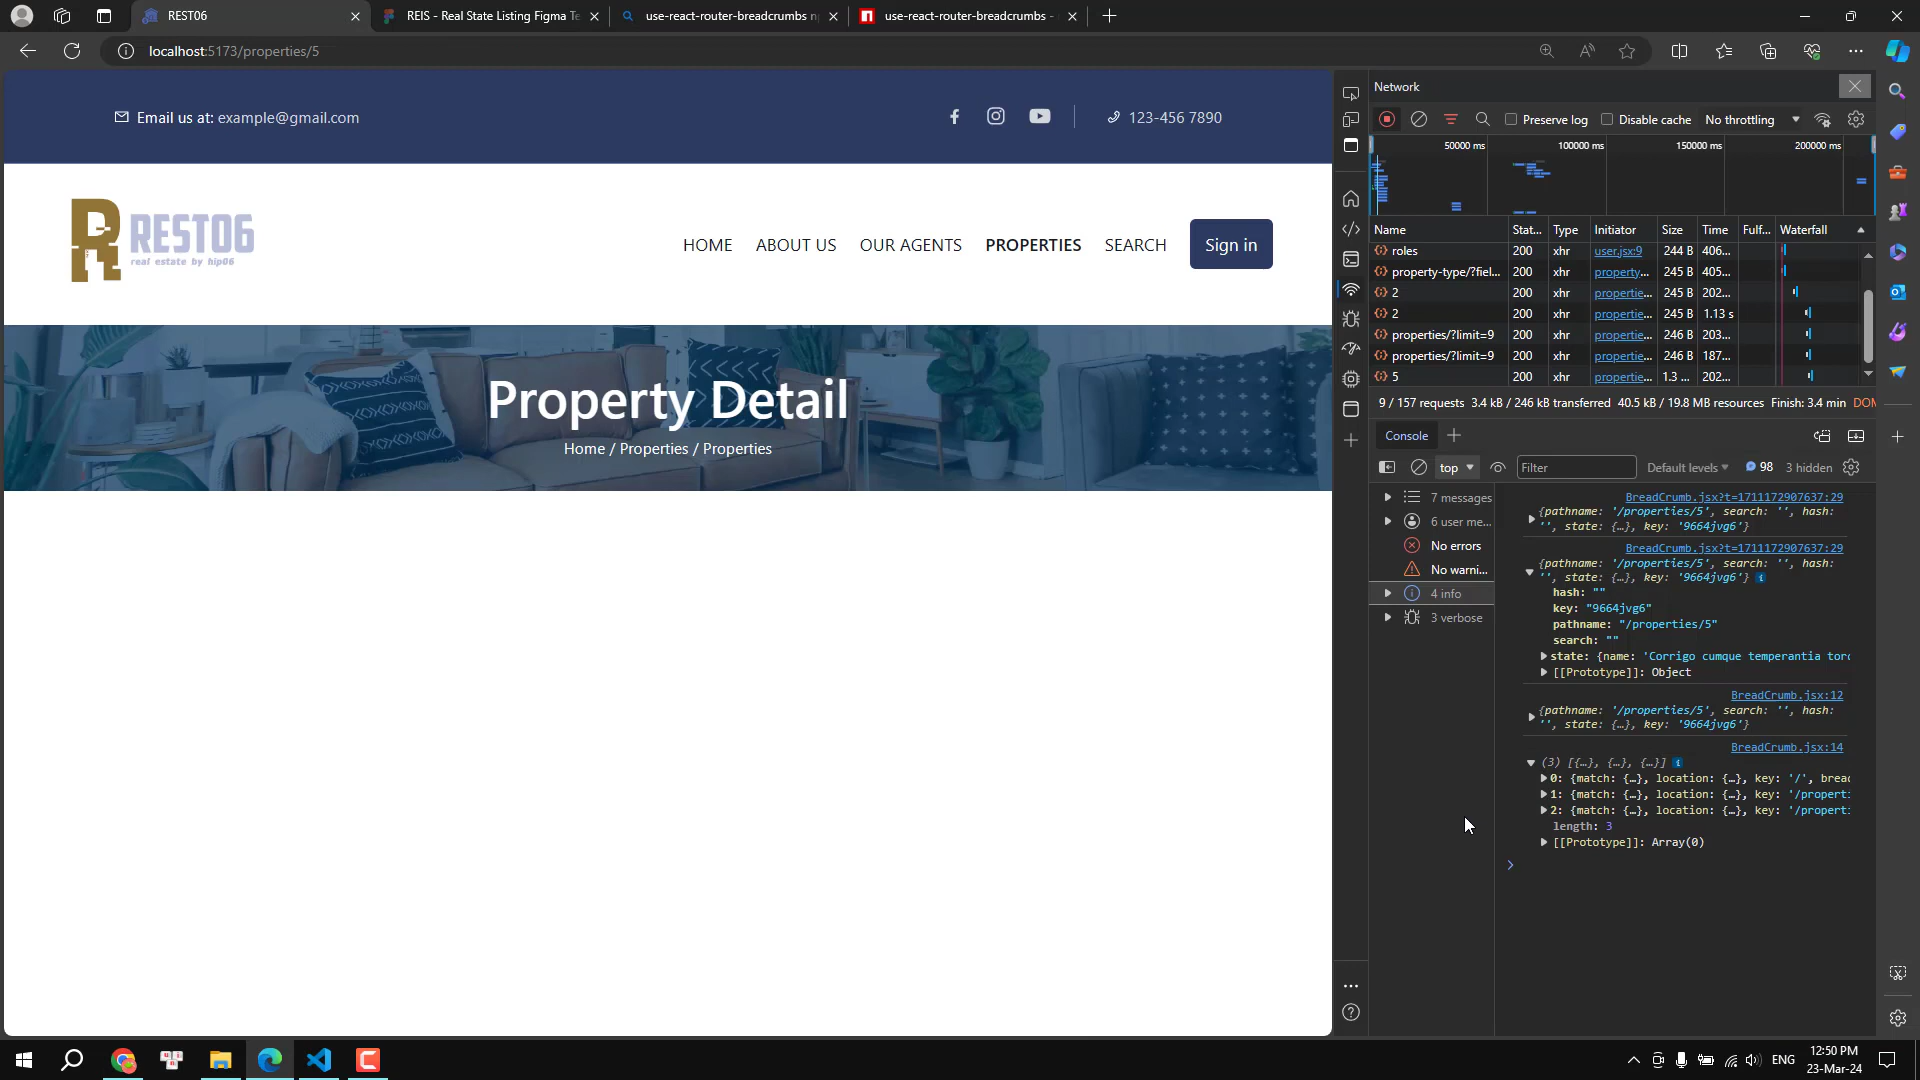 REST06
REIS - Real State Listing Figma Te
use-react-router-breadcrumbs n
use-react-router-breadcrumbs -
localhost:5173/properties/5
Email us at: example@gmail.com
123-456 7890
REST06
real estate by hip06
HOME
ABOUT US
OUR AGENTS
PROPERTIES
SEARCH
Sign in
Property Detail
Home / Properties / Properties
Network
Preserve log
Disable cache
No throttling
50000 ms
100000 ms
150000 ms
200000 ms
Name Stat... Type Initiator Size Time Fulf... Waterfall
roles 200 xhr user.jsx:9 244 B 406...
property-type/?fiel... 200 xhr property... 245 B 405...
2 200 xhr propertie... 245 B 202...
2 200 xhr propertie... 245 B 1.13 s
properties/?limit=9 200 xhr propertie... 246 B 203...
properties/?limit=9 200 xhr propertie... 246 B 187...
5 200 xhr propertie... 1.3 ... 202...
9 / 157 requests 3.4 kB / 246 kB transferred 40.5 kB / 19.8 MB resources Finish: 3.4 min DOM
Console
top
Filter
Default levels
98
3 hidden
7 messages
6 user me...
No errors
No warni...
4 info
3 verbose
BreadCrumb.jsx?t=1711172907637:29
{pathname: '/properties/5', search: '', hash:
'', state: {…}, key: '9664jvg6'}
BreadCrumb.jsx?t=1711172907637:29
{pathname: '/properties/5', search: '', hash:
'', state: {…}, key: '9664jvg6'}
hash: ""
key: "9664jvg6"
pathname: "/properties/5"
search: ""
state: {name: 'Corrigo cumque temperantia torq
[[Prototype]]: Object
BreadCrumb.jsx:12
{pathname: '/properties/5', search: '', hash:
'', state: {…}, key: '9664jvg6'}
BreadCrumb.jsx:14
(3) [{…}, {…}, {…}]
0: {match: {…}, location: {…}, key: '/', bread
1: {match: {…}, location: {…}, key: '/properti
2: {match: {…}, location: {…}, key: '/properti
length: 3
[[Prototype]]: Array(0)
ENG
12:50 PM
23-Mar-24